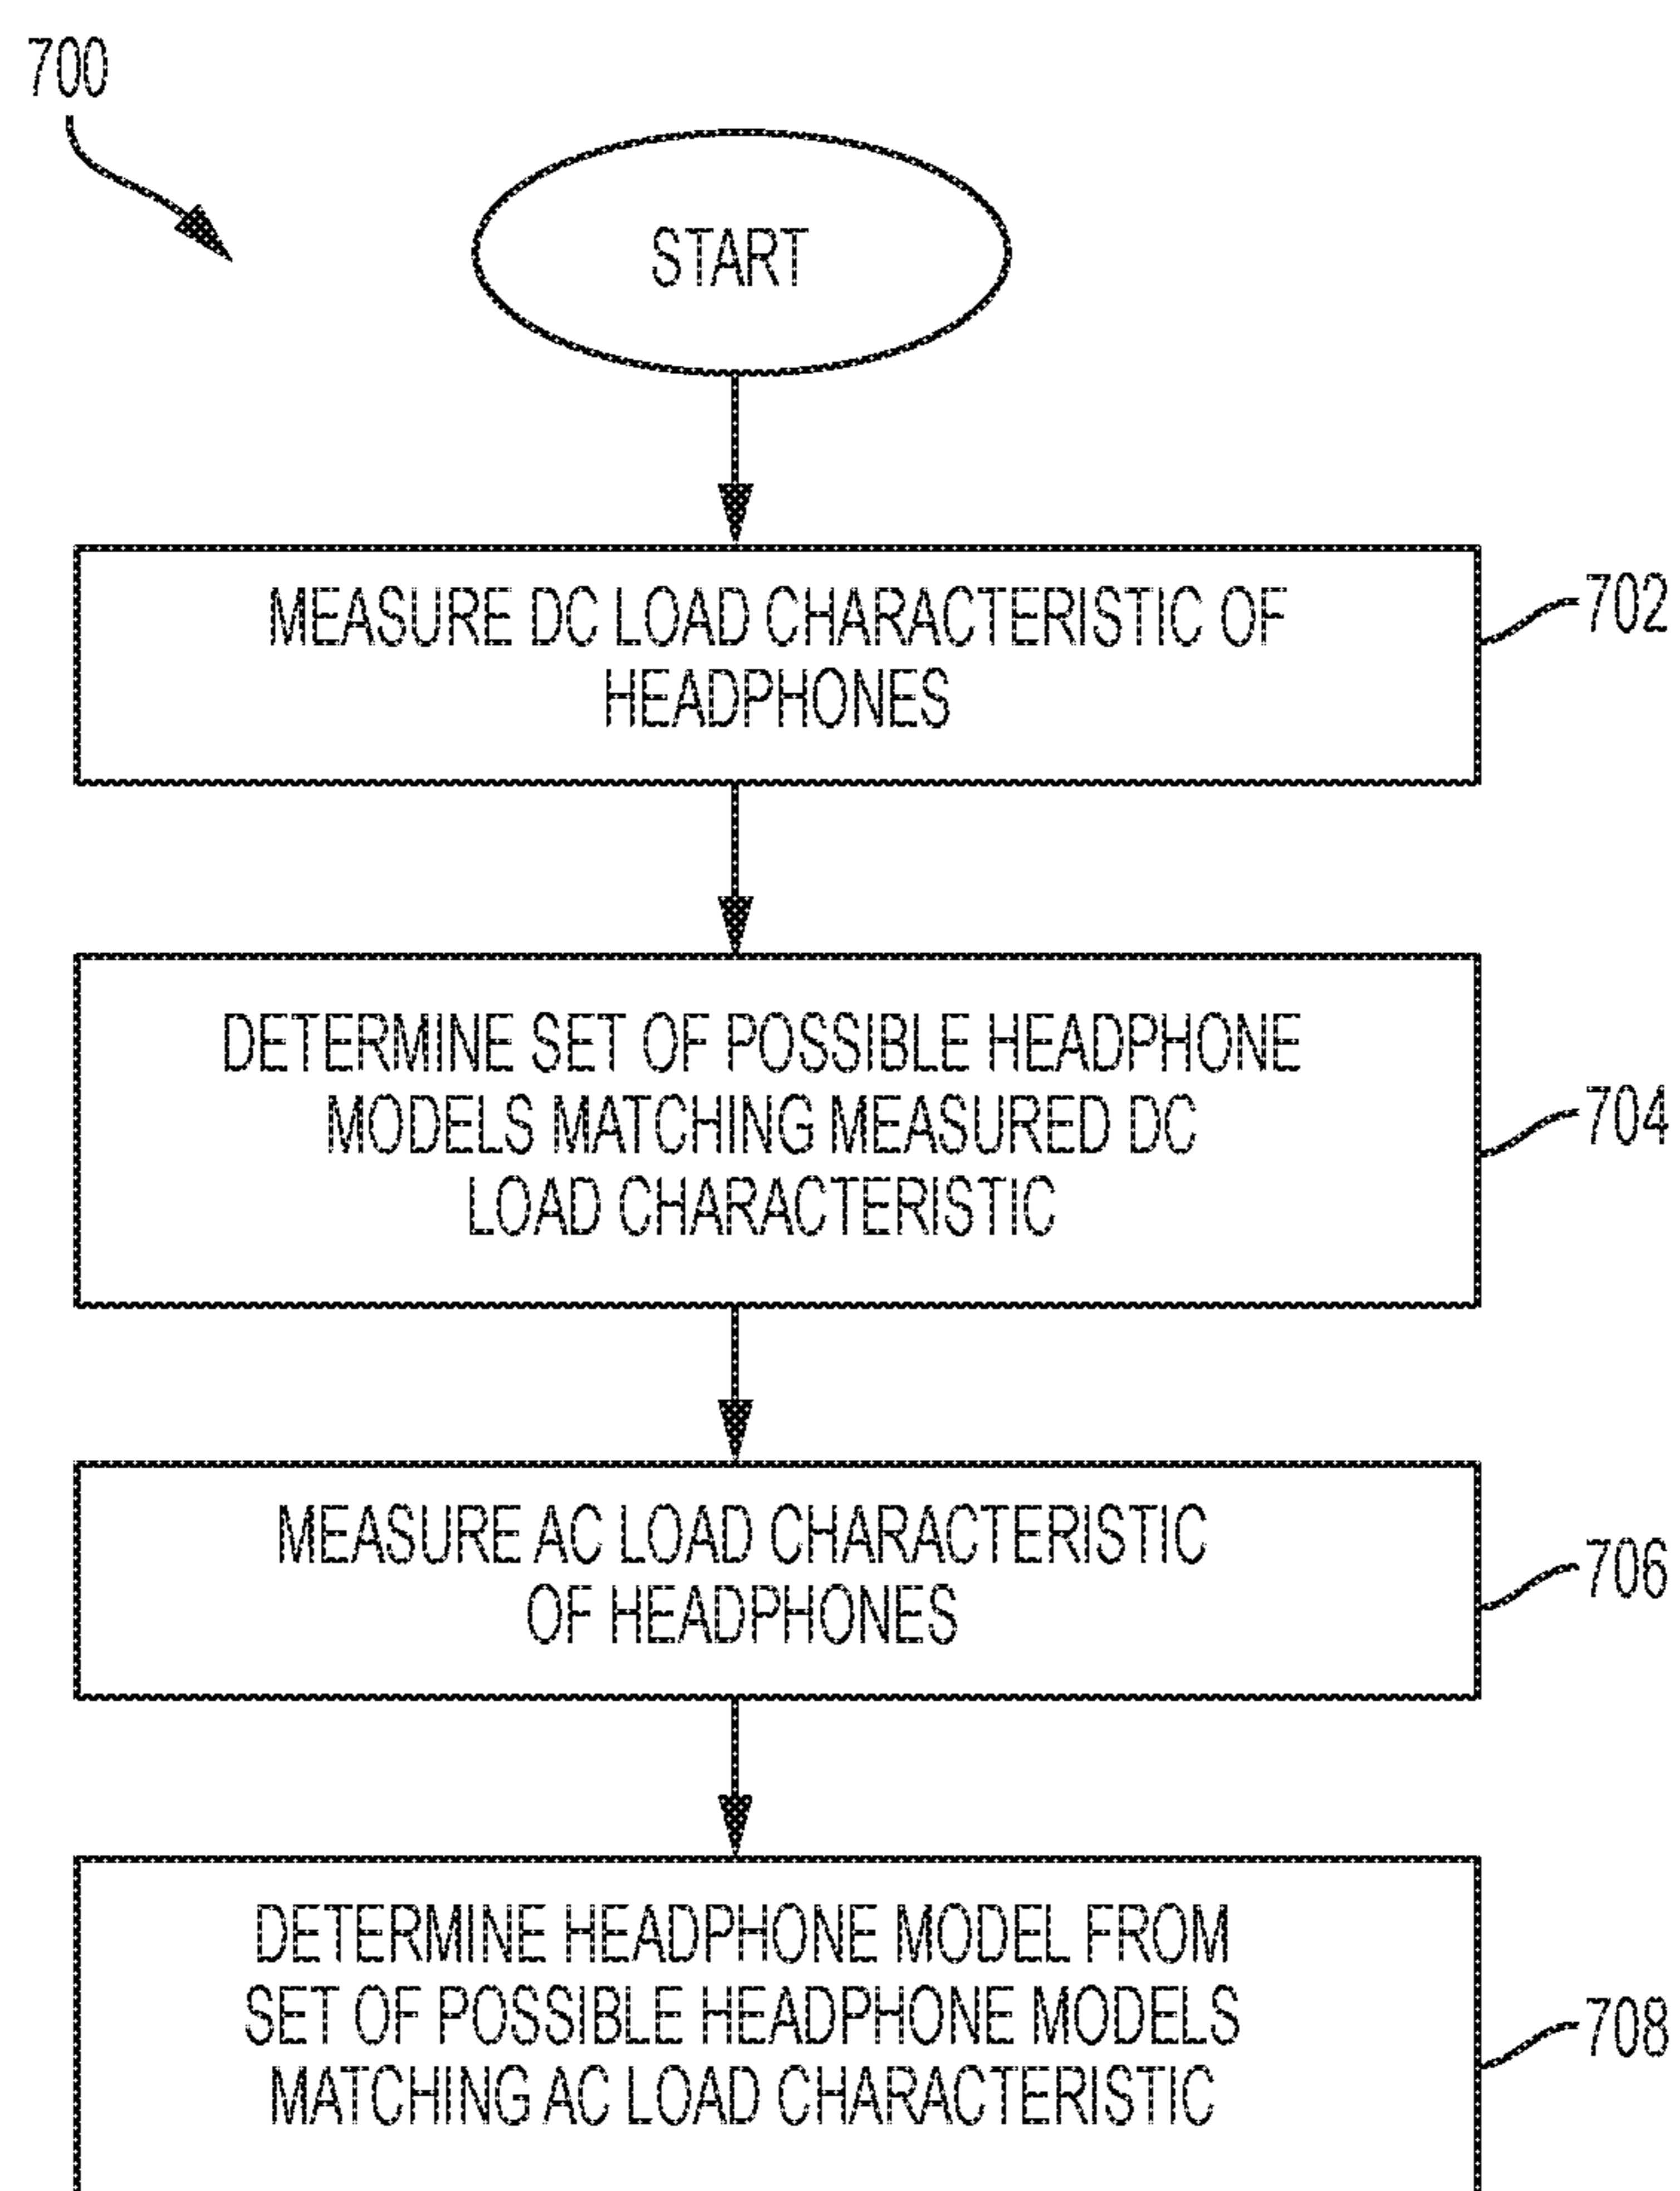 700
START
MEASURE DC LOAD CHARACTERISTIC OF
HEADPHONES
702
DETERMINE SET OF POSSIBLE HEADPHONE
MODELS MATCHING MEASURED DC
LOAD CHARACTERISTIC
704
MEASURE AC LOAD CHARACTERISTIC
OF HEADPHONES
706
DETERMINE HEADPHONE MODEL FROM
SET OF POSSIBLE HEADPHONE MODELS
MATCHING AC LOAD CHARACTERISTIC
708